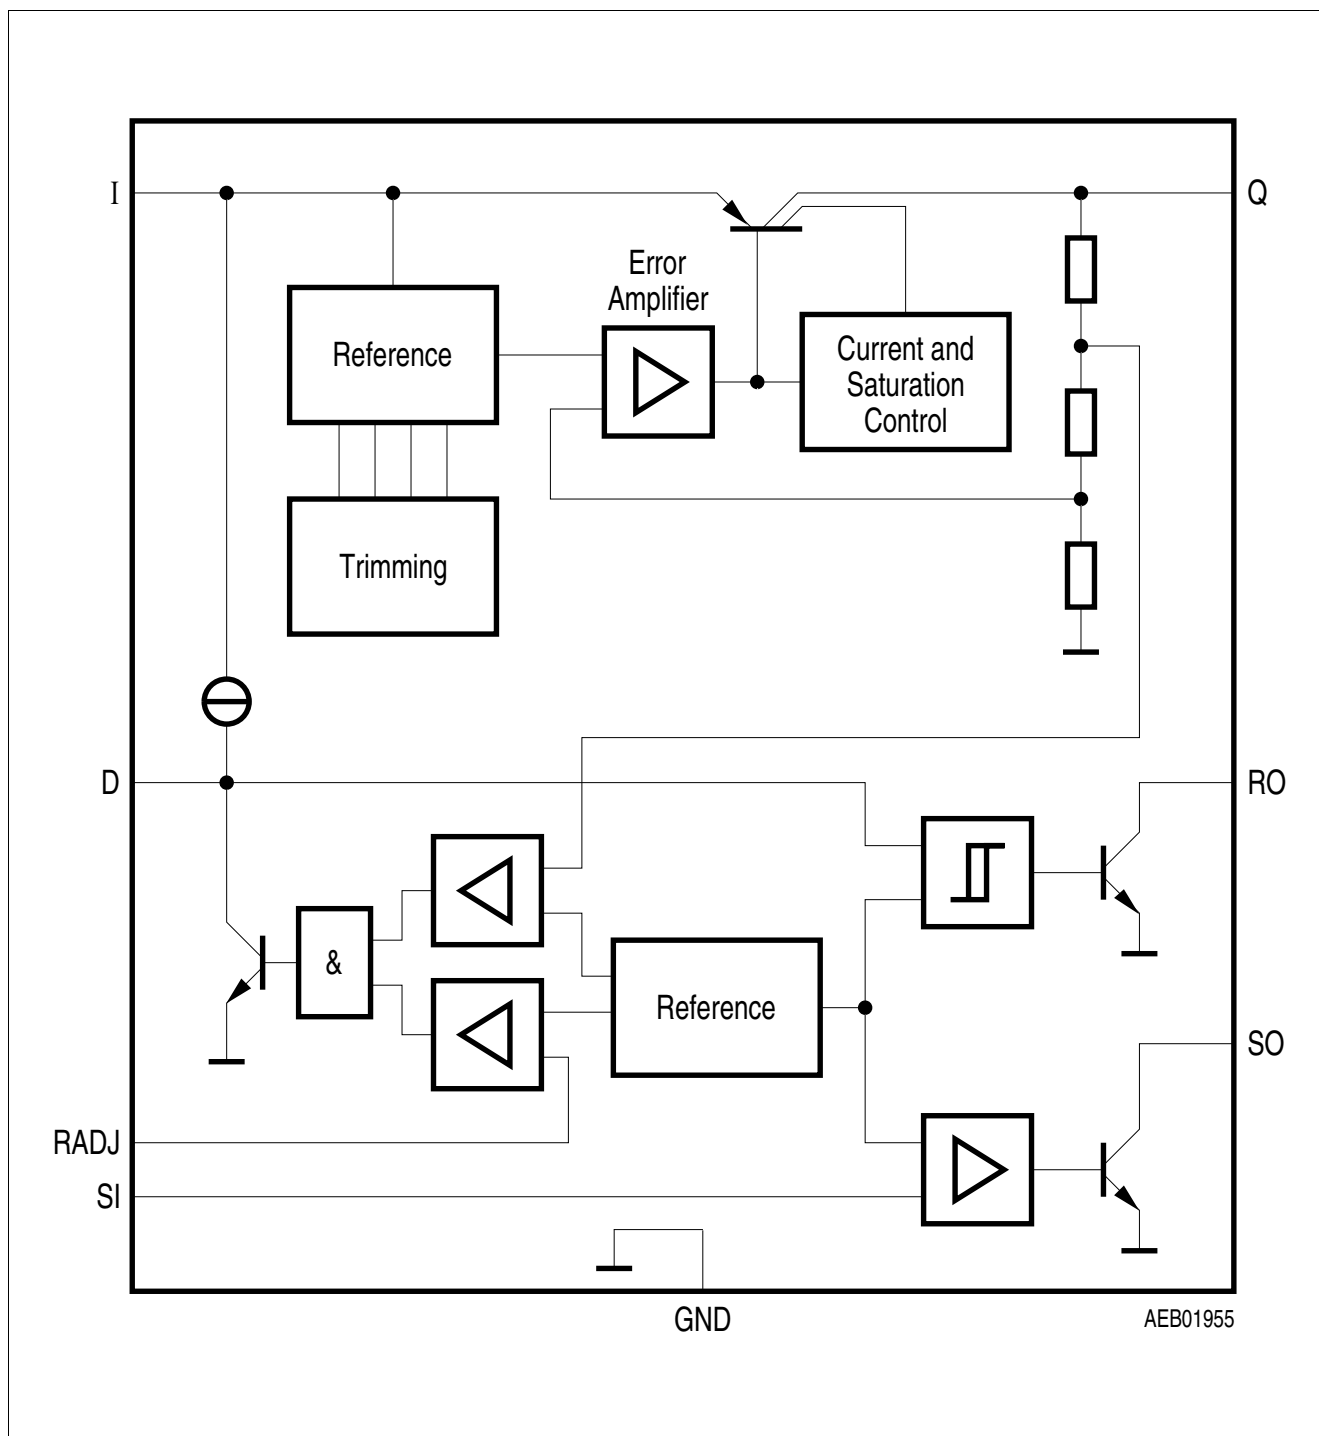 I
Q
Error
Amplifier
Reference
Current and
Saturation
Control
Trimming
D
RO
&
Reference
SO
RADJ
SI
GND
AEB01955